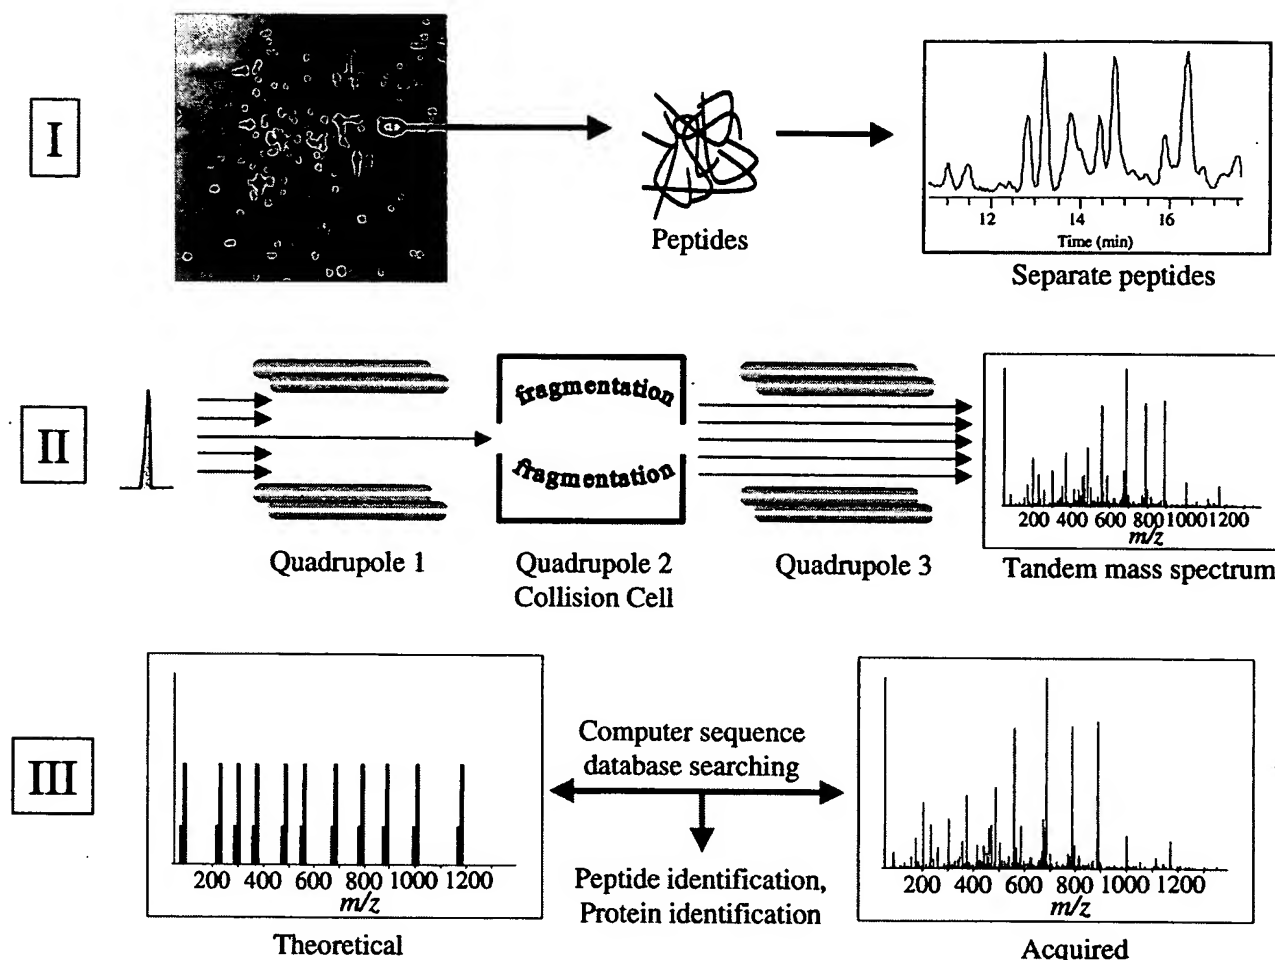 I
Peptides
12 14 16
Time (min)
Separate peptides
II
fragmentation
fragmentation
Quadrupole 1
Quadrupole 2
Collision Cell
Quadrupole 3
200 400 600 800 1000 1200
m/z
Tandem mass spectrum
III
200 400 600 800 1000 1200
m/z
Theoretical
Computer sequence
database searching
Peptide identification,
Protein identification
200 400 600 800 1000 1200
m/z
Acquired